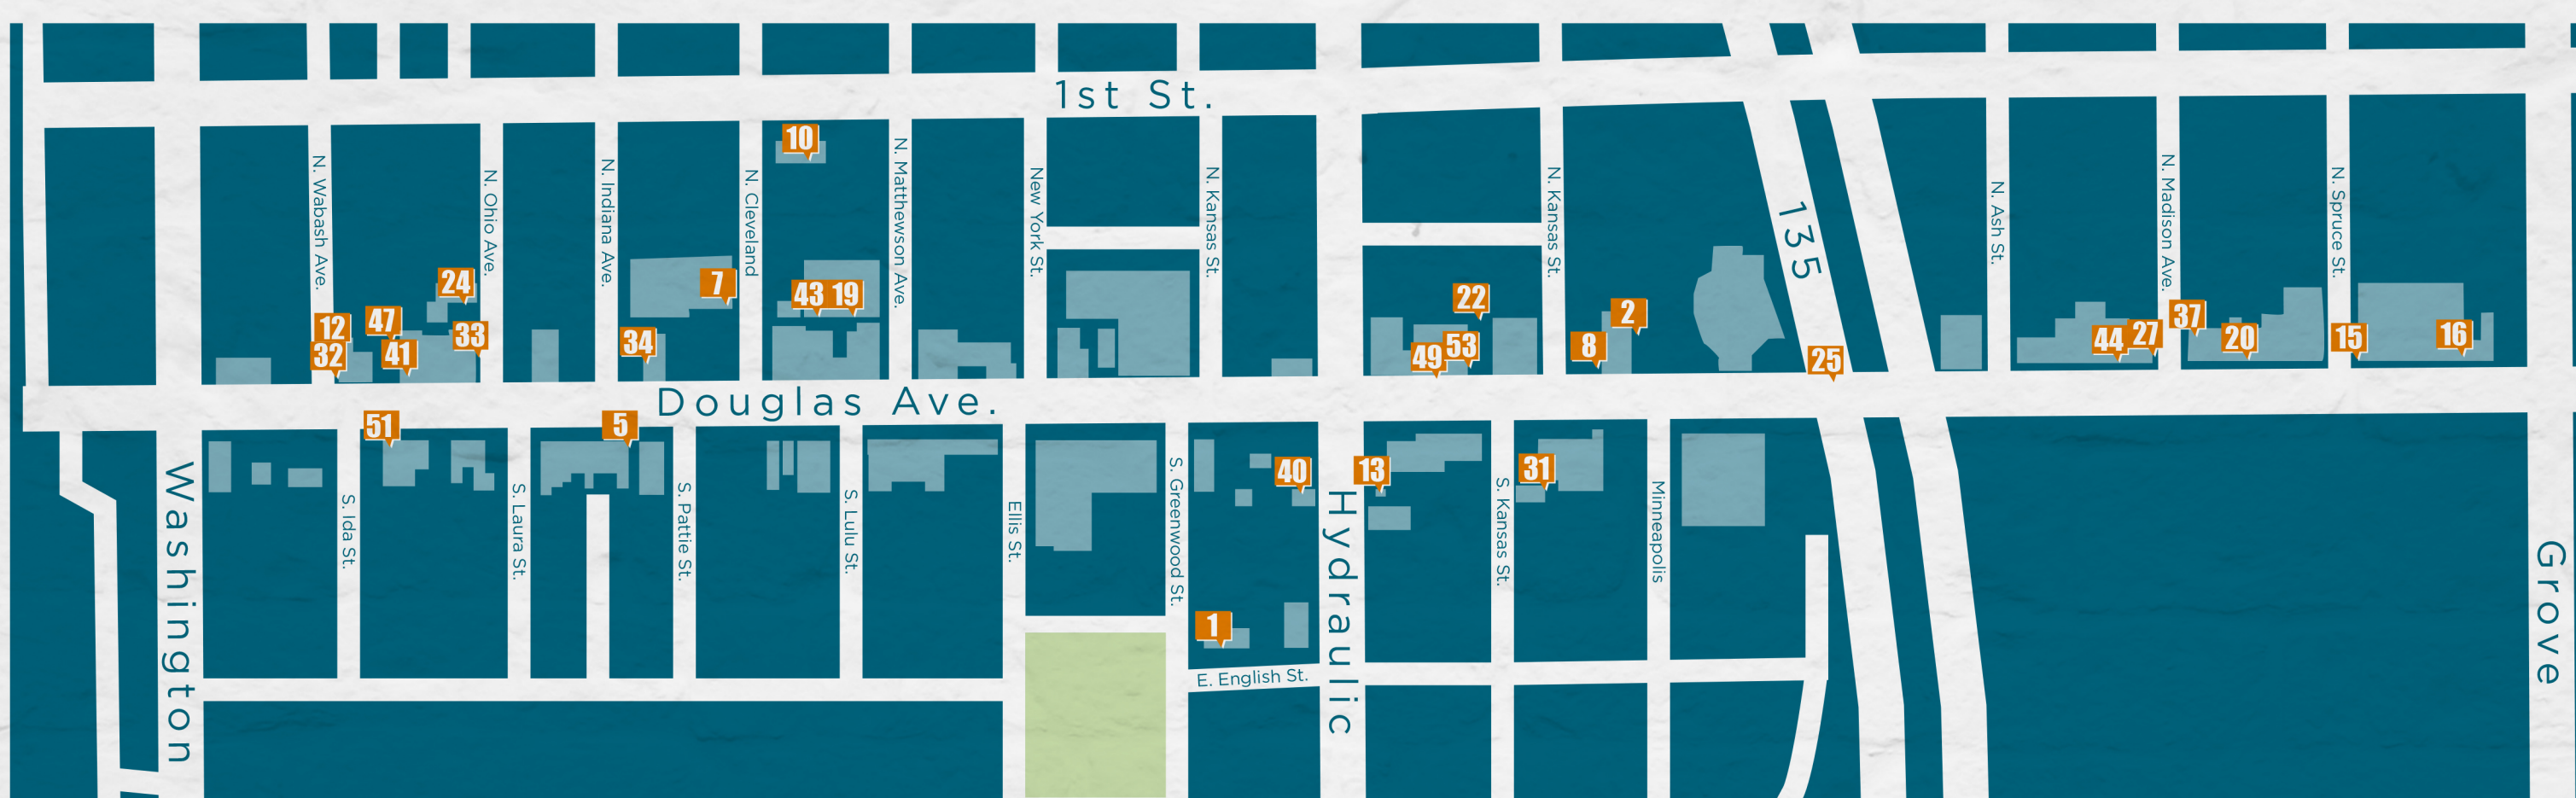 1st St.
10
N. Wabash Ave.
N. Ohio Ave.
N. Indiana Ave.
N. Cleveland
N. Matthewson Ave.
New York St.
N. Kansas St.
N. Kansas St.
135
N. Ash St.
N. Madison Ave.
N. Spruce St.
24
7
43
19
22
2
12
47
33
32
41
34
49
53
8
25
44
27
37
20
15
16
Douglas Ave.
51
5
40
13
31
Washington
S. Ida St.
S. Laura St.
S. Pattie St.
S. Lulu St.
Ellis St.
S. Greenwood St.
Hydraulic
S. Kansas St.
Minneapolis
Grove
1
E. English St.